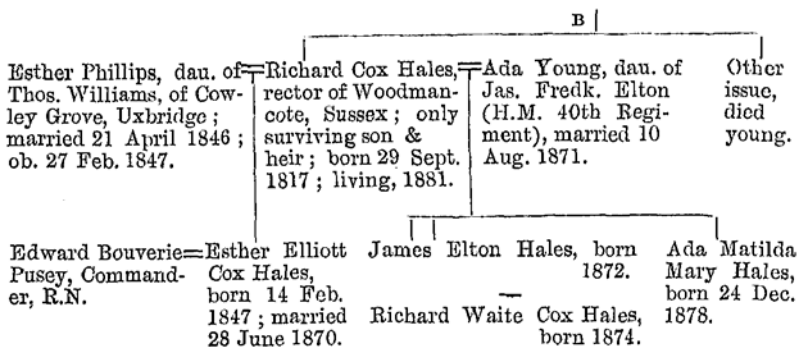 B
Esther Phillips, dau. of
Thos. Williams, of Cow-
ley Grove, Uxbridge ;
married 21 April 1846 ;
ob. 27 Feb. 1847.
Richard Cox Hales,
rector of Woodman-
cote, Sussex ; only
surviving son &
heir ; born 29 Sept.
1817 ; living, 1881.
Ada Young, dau. of
Jas. Fredk. Elton
(H.M. 40th Regi-
ment), married 10
Aug. 1871.
Other
issue,
died
young.
Edward Bouverie
Pusey, Command-
er, R.N.
Esther Elliott
Cox Hales,
born 14 Feb.
1847 ; married
28 June 1870.
James Elton Hales, born
1872.
—
Richard Waite Cox Hales,
born 1874.
Ada Matilda
Mary Hales,
born 24 Dec.
1878.